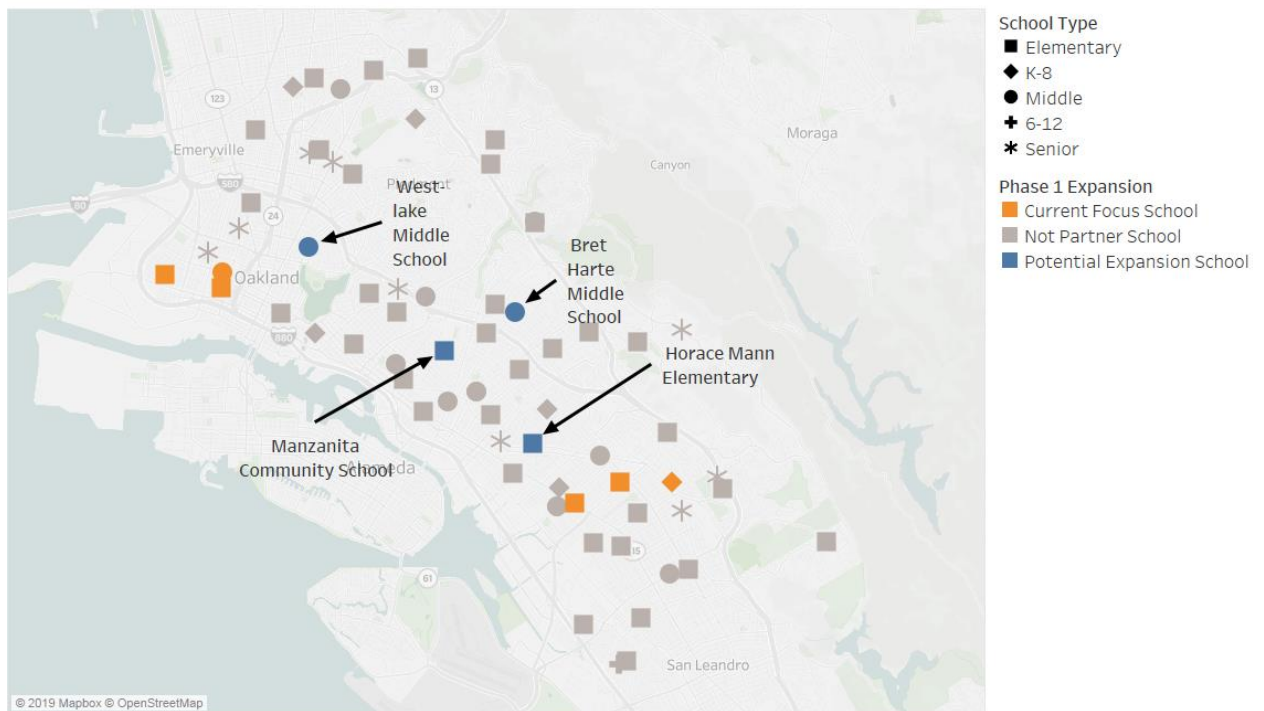 School Type
Elementary
K-8
Middle
6-12
Senior
Phase 1 Expansion
Current Focus School
Not Partner School
Potential Expansion School
13
123
Emeryville
Moraga
Canyon
580
80
Piedmont
West-
lake
Middle
School
24
Oakland
Bret
Harte
Middle
School
880
Horace Mann
Elementary
Manzanita
Community School
Alameda
61
San Leandro
© 2019 Mapbox © OpenStreetMap